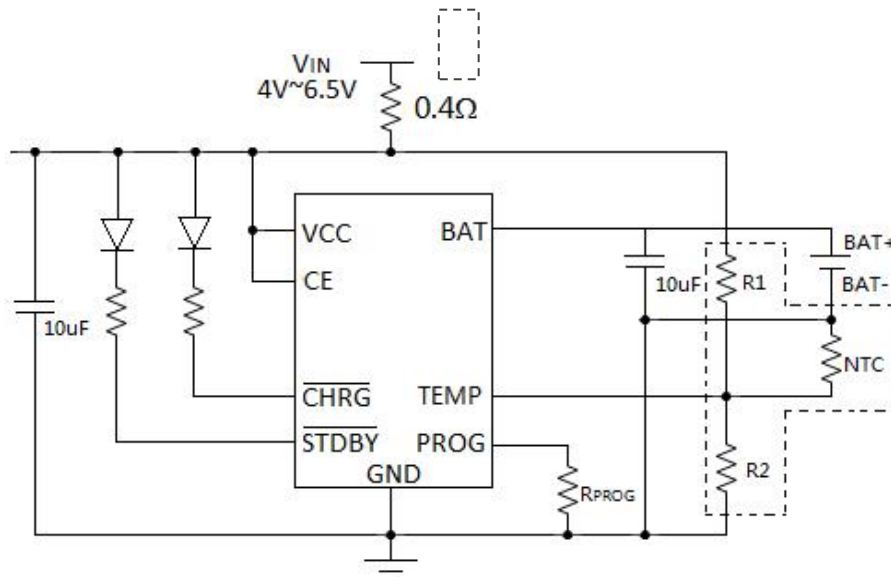 VIN
4V~6.5V
0.4Ω
VCC
BAT
CE
10uF
R1
BAT+
BAT-
10uF
CHRG
TEMP
NTC
STDBY
PROG
GND
RPROG
R2